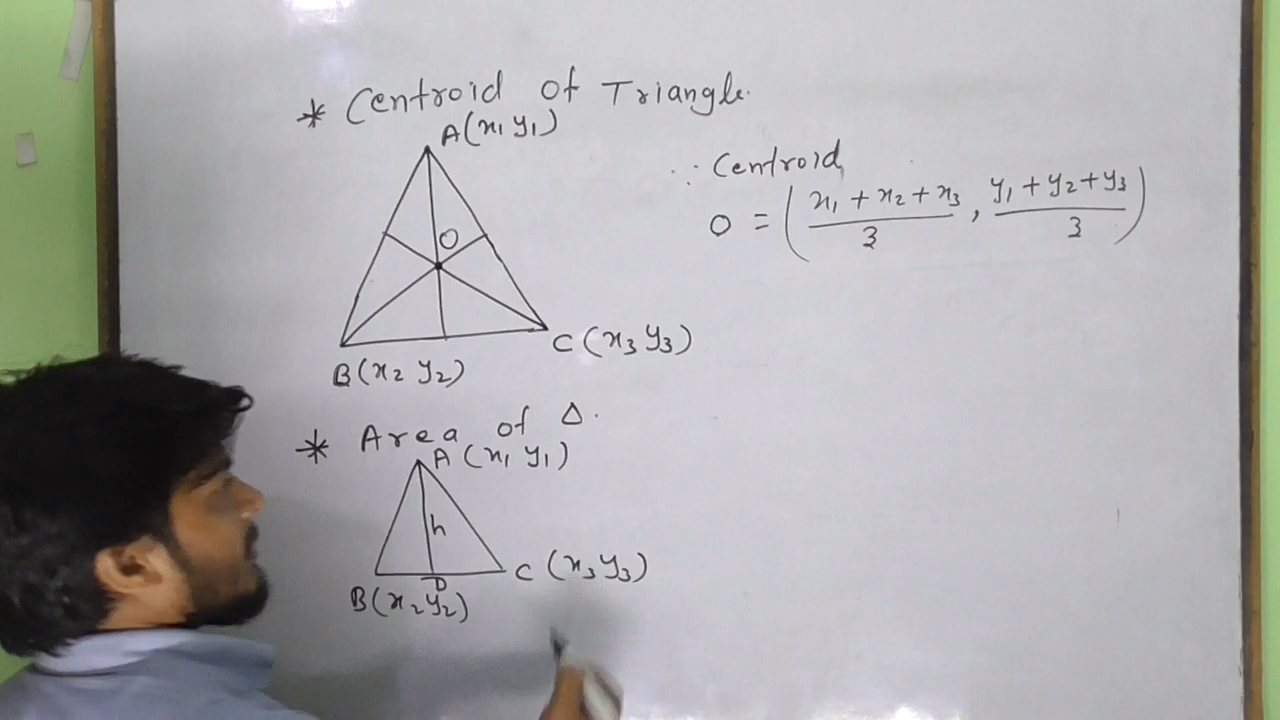 * Centroid of Triangle.
A(x₁ y₁)
O
B(x₂ y₂)
C (x₃ y₃)
∵ Centroid,
O = (x₁ + x₂ + x₃ / 3 , y₁ + y₂ + y₃ / 3)
* Area of Δ.
A (x₁ y₁)
h
D
B(x₂ y₂)
C (x₃ y₃)